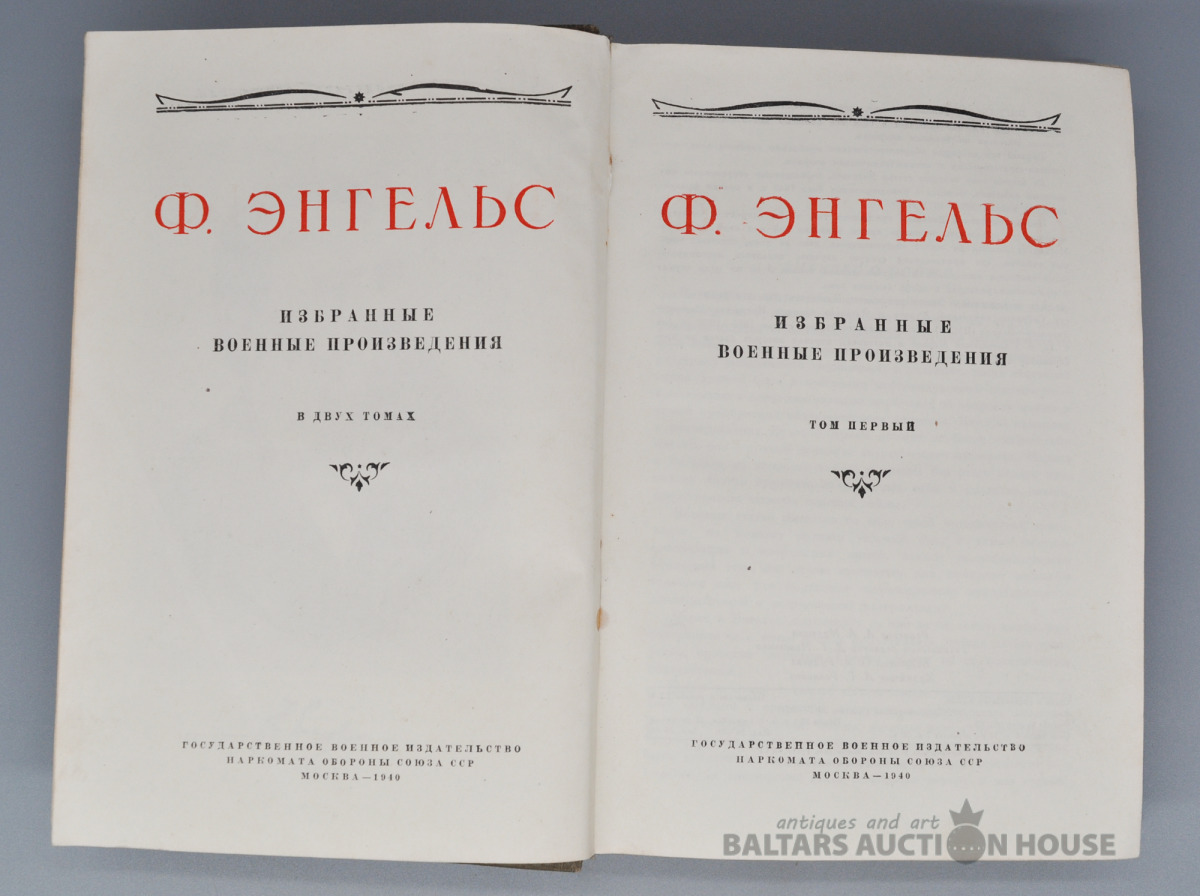 Ф. ЭНГЕЛЬС
ИЗБРАННЫЕ
ВОЕННЫЕ ПРОИЗВЕДЕНИЯ
В ДВУХ ТОМАХ
ГОСУДАРСТВЕННОЕ ВОЕННОЕ ИЗДАТЕЛЬСТВО
НАРКОМАТА ОБОРОНЫ СОЮЗА ССР
МОСКВА—1940
Ф. ЭНГЕЛЬС
ИЗБРАННЫЕ
ВОЕННЫЕ ПРОИЗВЕДЕНИЯ
ТОМ ПЕРВЫЙ
ГОСУДАРСТВЕННОЕ ВОЕННОЕ ИЗДАТЕЛЬСТВО
НАРКОМАТА ОБОРОНЫ СОЮЗА ССР
МОСКВА—1940
antiques and art
BALTARS AUCTION HOUSE